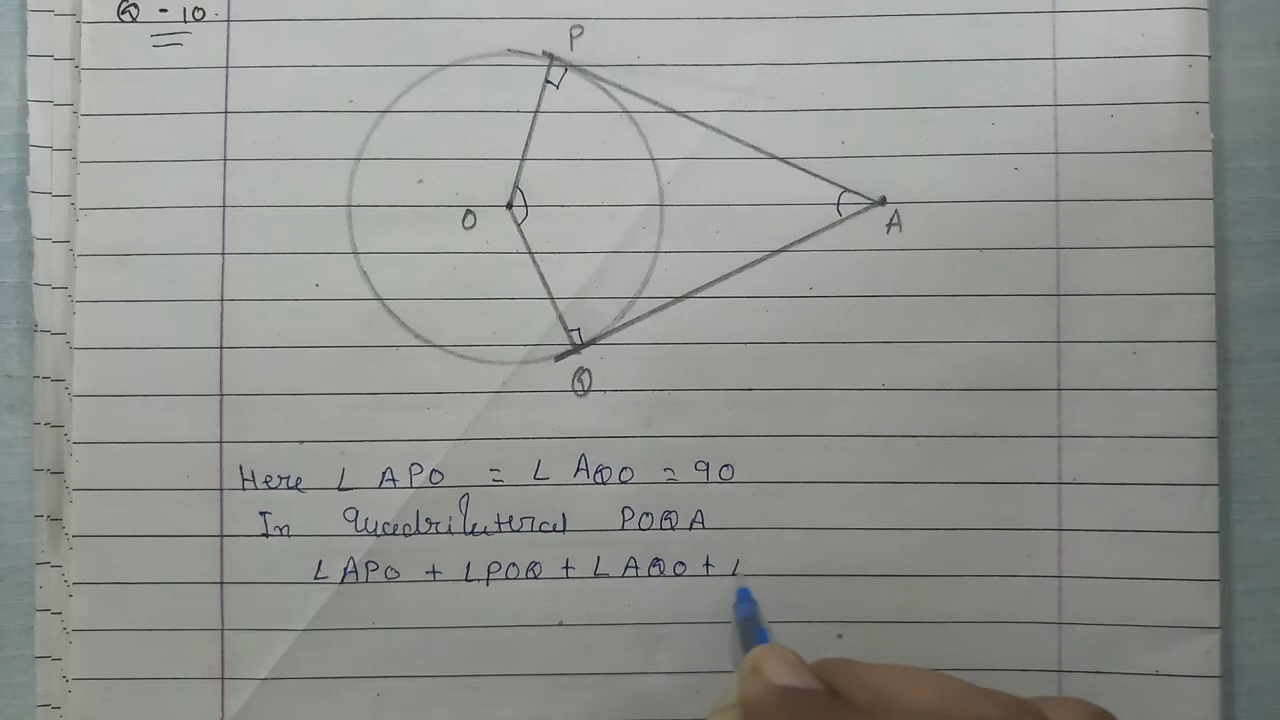 Q - 10.
P
O
A
Q
Here ∠ APO = ∠ AQO = 90
In Quadrilateral POQA
∠APO + ∠POQ + ∠AQO + ∠